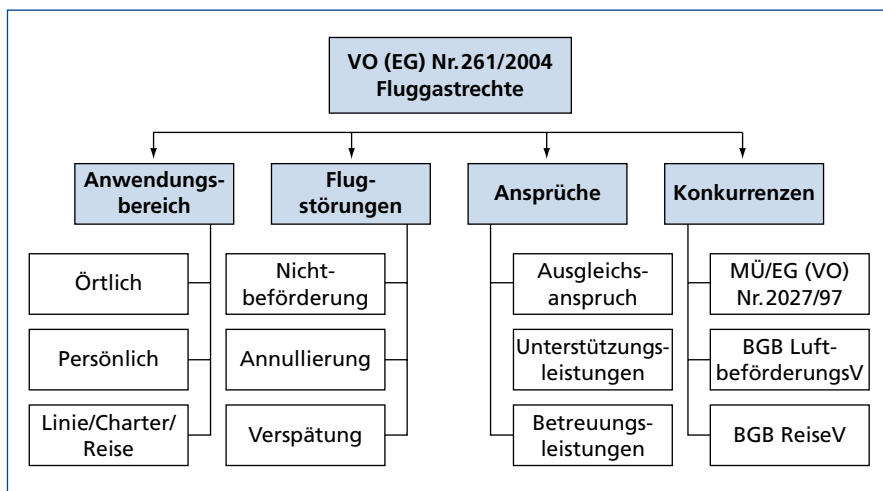 VO (EG) Nr. 261/2004
Fluggastrechte
Anwendungs-
bereich
Flug-
störungen
Ansprüche
Konkurrenzen
Örtlich
Nicht-
beförderung
Ausgleichs-
anspruch
MÜ/EG (VO)
Nr. 2027/97
Persönlich
Annullierung
Unterstützungs-
leistungen
BGB Luft-
beförderungsV
Linie/Charter/
Reise
Verspätung
Betreuungs-
leistungen
BGB ReiseV